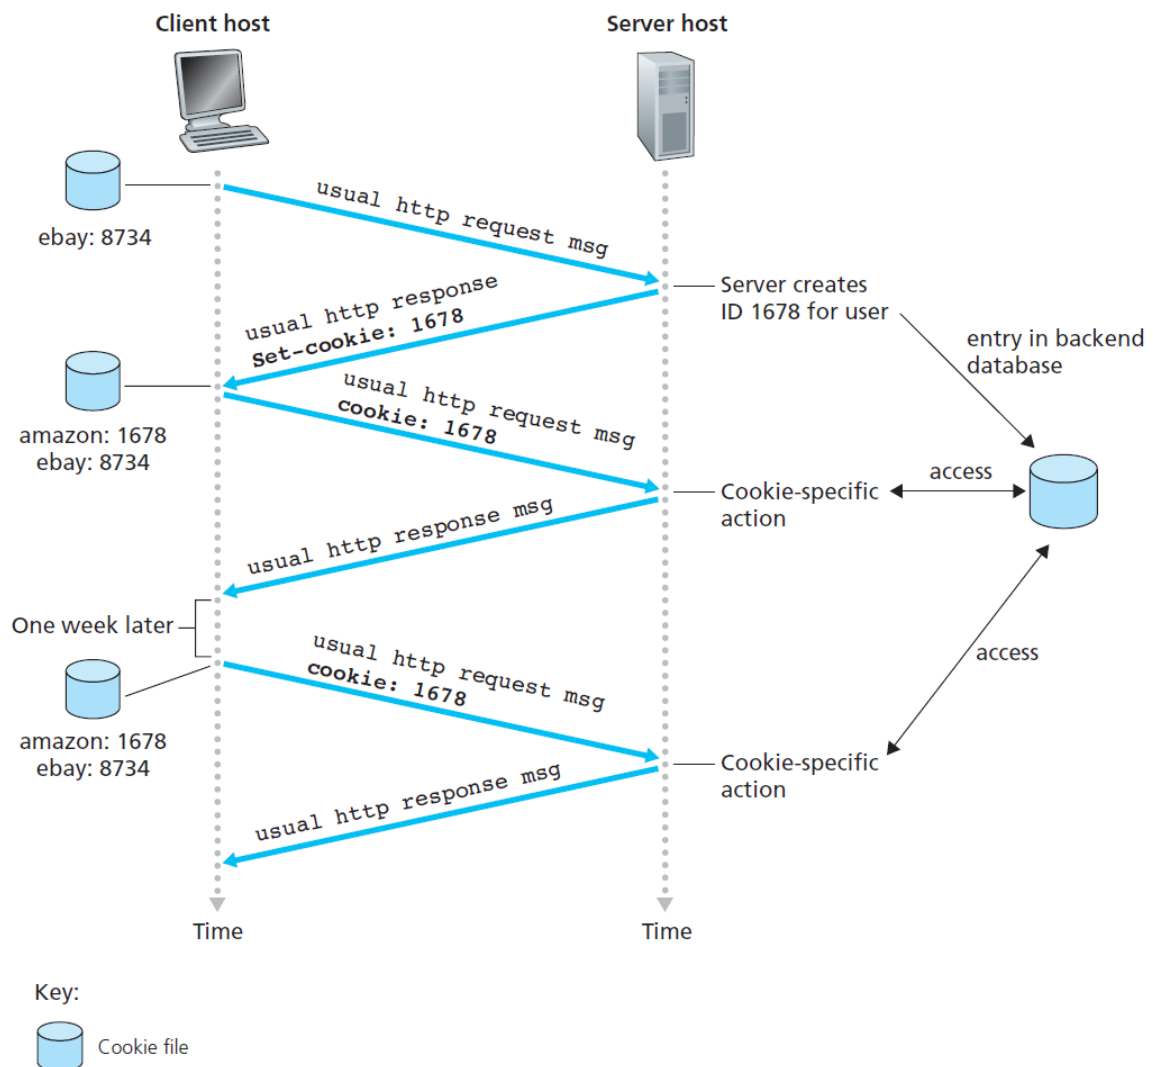 Client host
Server host
ebay: 8734
usual http request msg
Server creates
ID 1678 for user
entry in backend
database
usual http response
Set-cookie: 1678
amazon: 1678
ebay: 8734
usual http request msg
cookie: 1678
Cookie-specific
action
access
usual http response msg
One week later
amazon: 1678
ebay: 8734
usual http request msg
cookie: 1678
access
Cookie-specific
action
usual http response msg
Time
Time
Key:
Cookie file